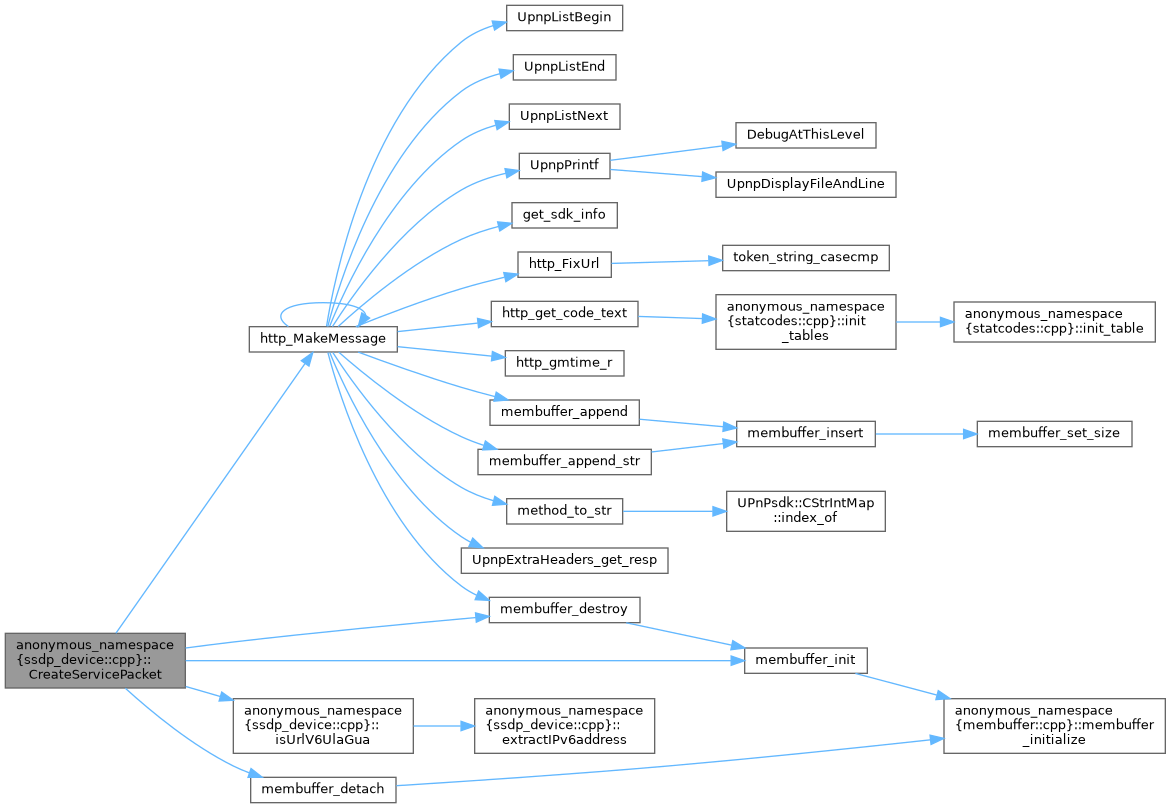 UpnpListBegin
UpnpListEnd
UpnpListNext
DebugAtThisLevel
UpnpPrintf
UpnpDisplayFileAndLine
get_sdk_info
token_string_casecmp
http_FixUrl
anonymous_namespace
{statcodes::cpp}::init
_tables
anonymous_namespace
{statcodes::cpp}::init_table
http_get_code_text
http_MakeMessage
http_gmtime_r
membuffer_append
membuffer_insert
membuffer_set_size
membuffer_append_str
method_to_str
UPnPsdk::CStrIntMap
::index_of
UpnpExtraHeaders_get_resp
membuffer_destroy
anonymous_namespace
{ssdp_device::cpp}::
CreateServicePacket
membuffer_init
anonymous_namespace
{ssdp_device::cpp}::
isUrlV6UlaGua
anonymous_namespace
{ssdp_device::cpp}::
extractIPv6address
anonymous_namespace
{membuffer::cpp}::membuffer
_initialize
membuffer_detach